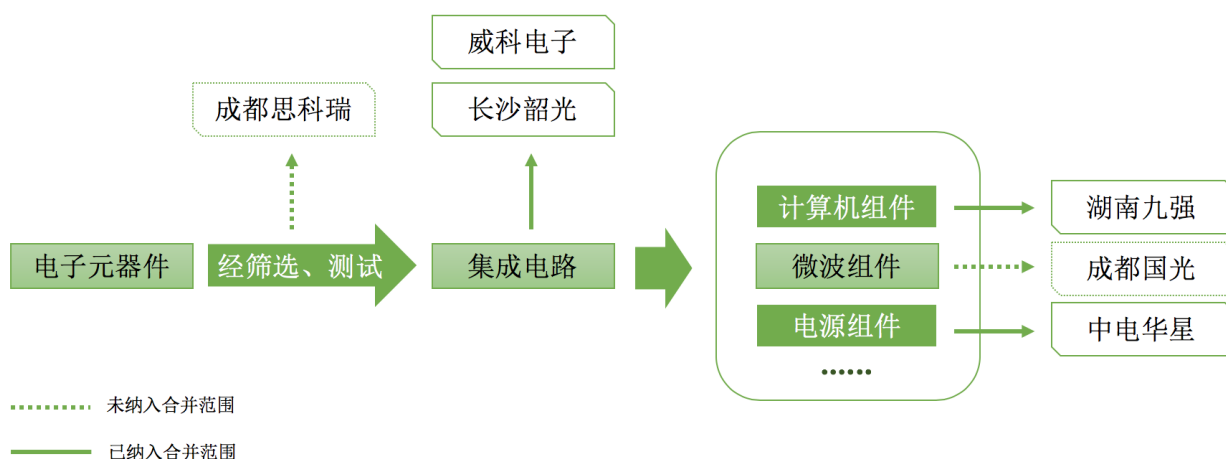 威科电子
成都思科瑞
长沙韶光
计算机组件
湖南九强
电子元器件
经筛选、测试
集成电路
微波组件
成都国光
电源组件
中电华星
……
未纳入合并范围
已纳入合并范围